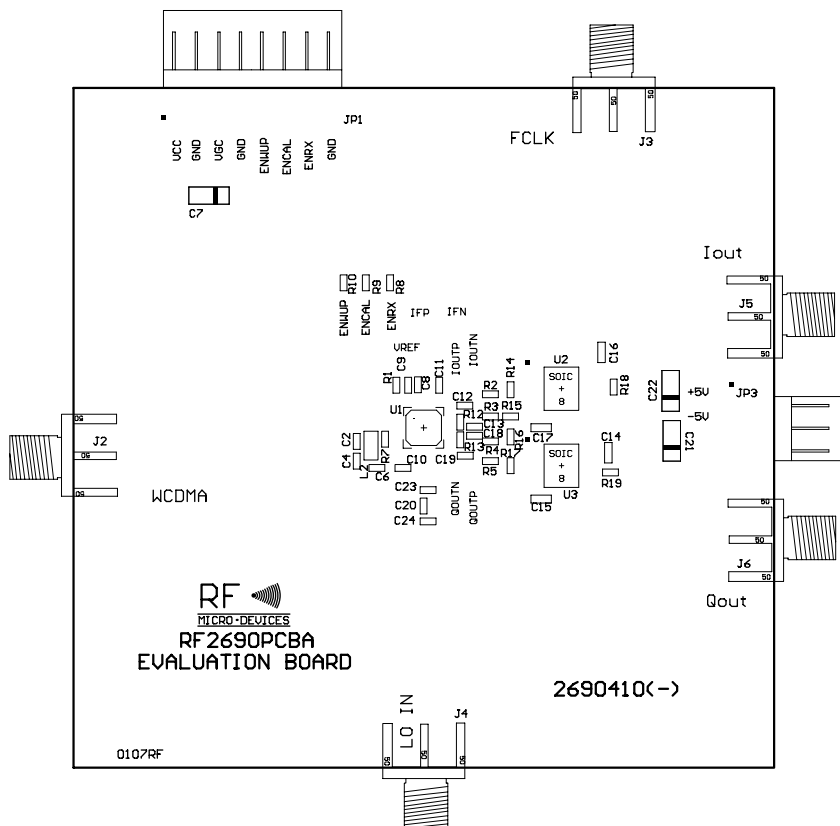 JP1
VCC
GND
VGC
GND
ENWUP
ENCAL
ENRX
GND
C7
FCLK
50
50
50
J3
Iout
50
50
50
J5
R10
R9
R8
ENWUP
ENCAL
ENRX
IFP
IFN
VREF
IOUTP
IOUTN
R1
C9
C8
C11
R14
U2
SOIC
+
8
C16
R18
C22
+5V
-5V
C21
JP3
R2
R3
R15
C12
R12
C13
C18
R13
R16
R4
R5
R17
C19
C17
U1
+
C2
C4
L2
R7
C6
C10
C23
C20
C24
QOUTN
QOUTP
SOIC
+
8
U3
C15
C14
R19
50
J2
50
50
WCDMA
50
50
50
J6
Qout
RF
MICRO-DEVICES
RF2690PCBA
EVALUATION BOARD
2690410(-)
0107RF
LO IN
J4
50
50
50